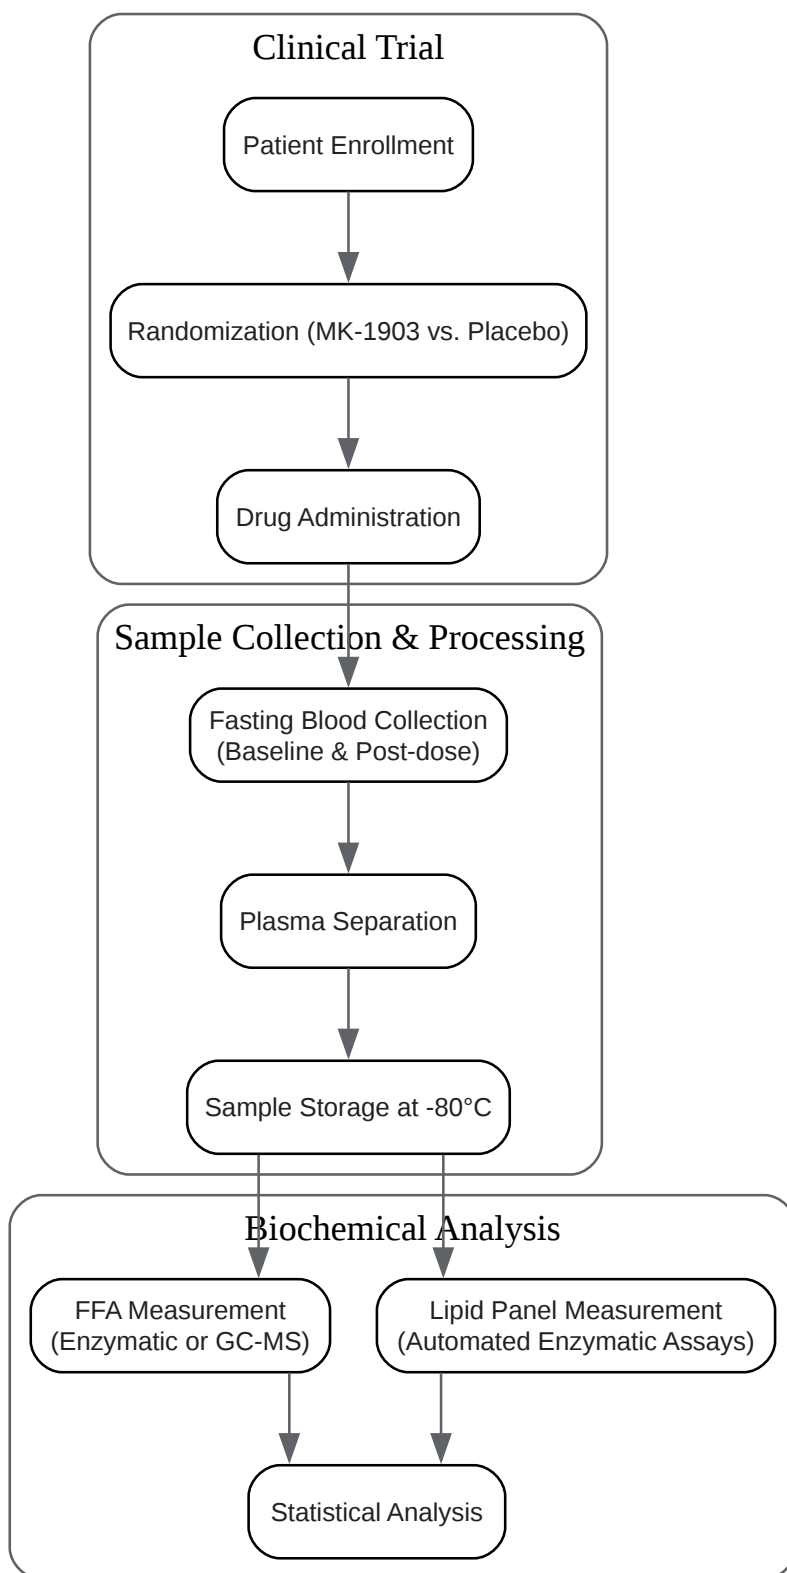 Clinical Trial
Patient Enrollment
Randomization (MK-1903 vs. Placebo)
Drug Administration
Sample Collection & Processing
Fasting Blood Collection
(Baseline & Post-dose)
Plasma Separation
Sample Storage at -80°C
Biochemical Analysis
FFA Measurement
(Enzymatic or GC-MS)
Lipid Panel Measurement
(Automated Enzymatic Assays)
Statistical Analysis